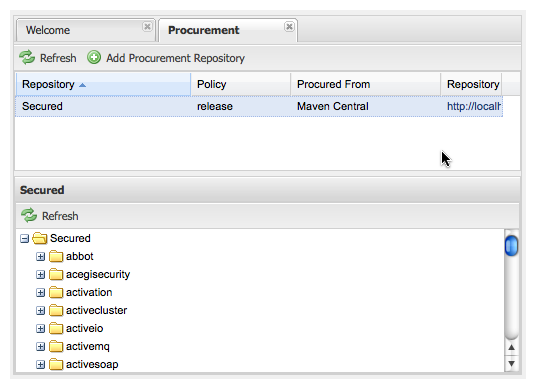 Welcome Procurement
Refresh Add Procurement Repository
Repository Policy Procured From Repository
Secured release Maven Central http://localh
Secured
Refresh
Secured
abbot
acegisecurity
activation
activecluster
activeio
activemq
activesoap